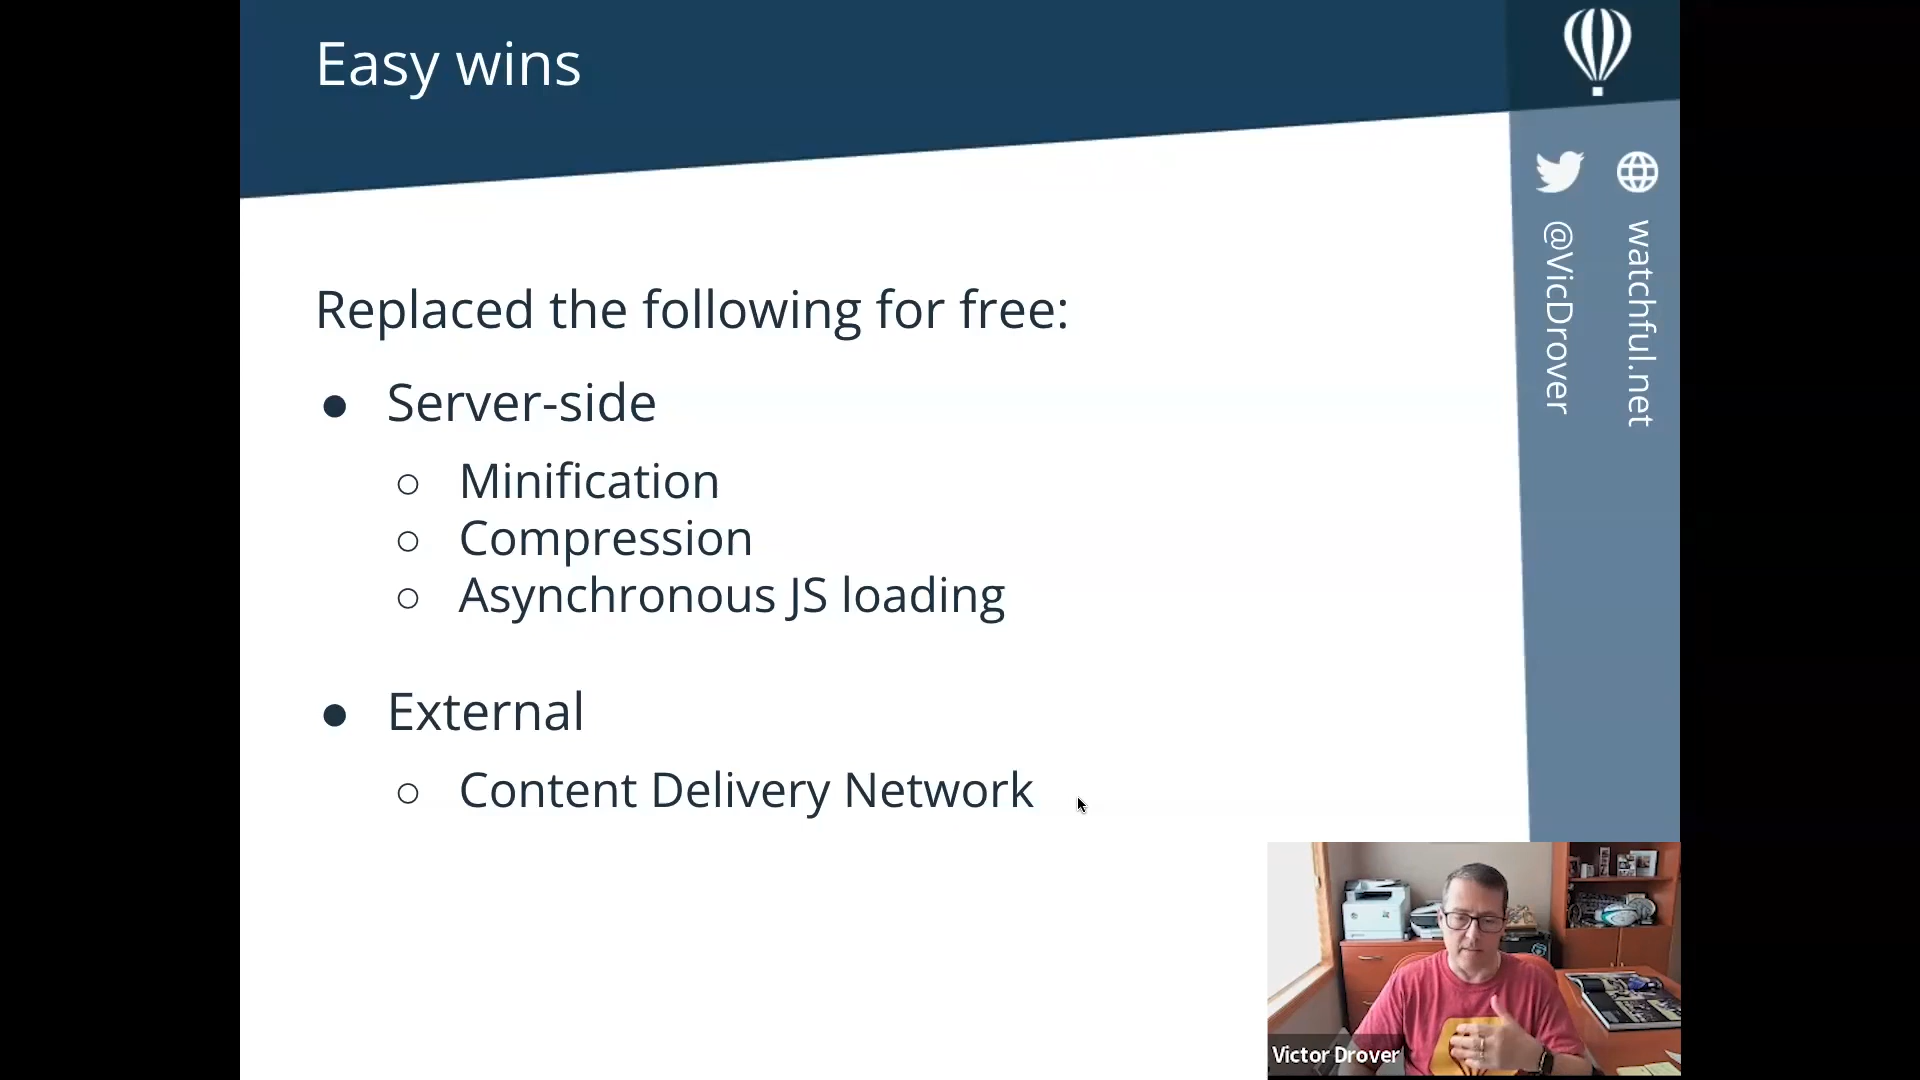 Easy wins
Replaced the following for free:
● Server-side
○ Minification
○ Compression
○ Asynchronous JS loading
● External
○ Content Delivery Network
watchful.net
@VicDrover
Victor Drover